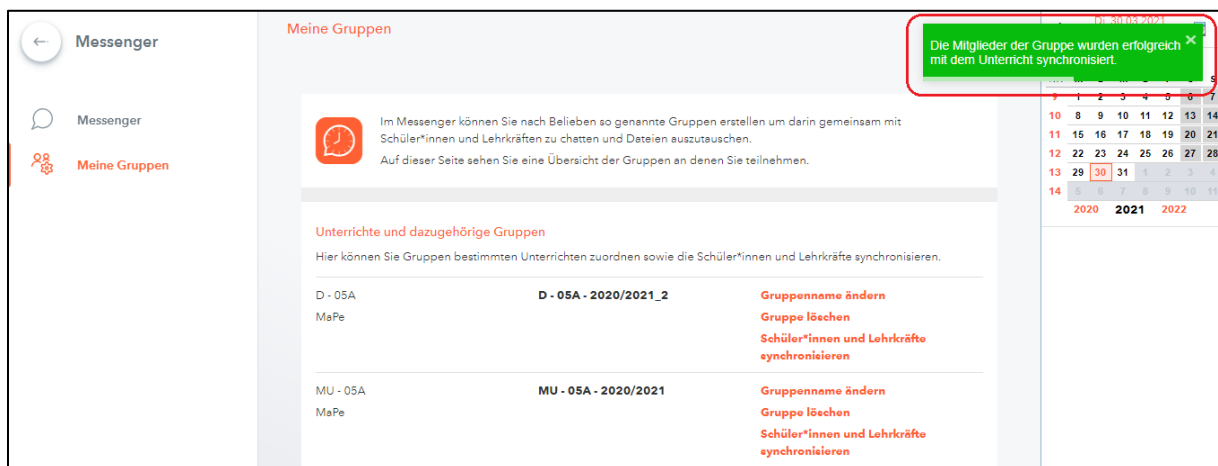 Messenger
Messenger
Meine Gruppen
Meine Gruppen
Im Messenger können Sie nach Belieben so genannte Gruppen erstellen um darin gemeinsam mit
Schüler*innen und Lehrkräften zu chatten und Dateien auszutauschen.
Auf dieser Seite sehen Sie eine Übersicht der Gruppen an denen Sie teilnehmen.
Unterrichte und dazugehörige Gruppen
Hier können Sie Gruppen bestimmten Unterrichten zuordnen sowie die Schüler*innen und Lehrkräfte synchronisieren.
D - 05A D - 05A - 2020/2021_2 Gruppenname ändern
MaPe Gruppe löschen
Schüler*innen und Lehrkräfte
synchronisieren
MU - 05A MU - 05A - 2020/2021 Gruppenname ändern
MaPe Gruppe löschen
Schüler*innen und Lehrkräfte
synchronisieren
Di, 30.03.2021
Die Mitglieder der Gruppe wurden erfolgreich
mit dem Unterricht synchronisiert.
9 1 2 3 4 5 6 7
10 8 9 10 11 12 13 14
11 15 16 17 18 19 20 21
12 22 23 24 25 26 27 28
13 29 30 31 1 2 3 4
14 5 6 7 8 9 10 11
2020 2021 2022